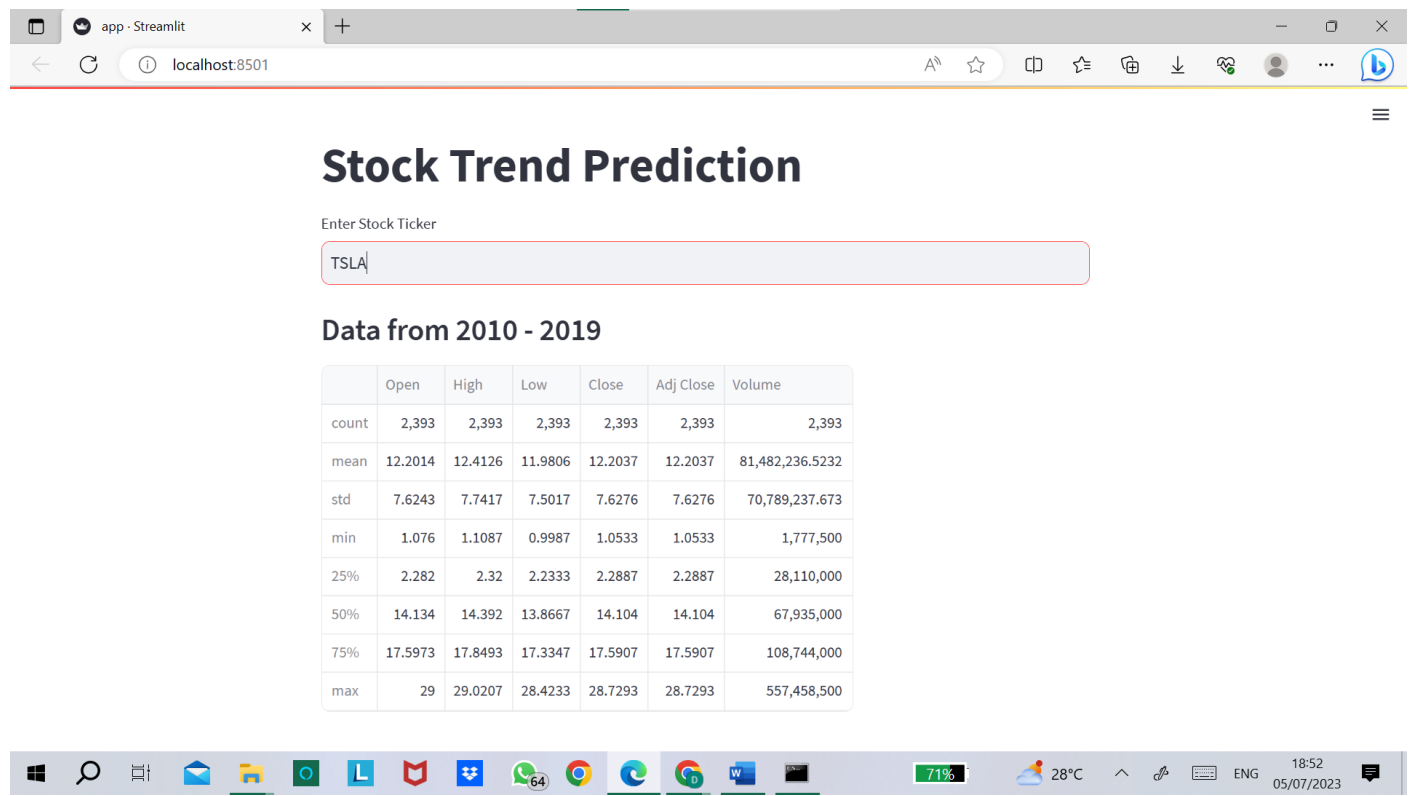 app · Streamlit
localhost:8501
Stock Trend Prediction
Enter Stock Ticker
TSLA
Data from 2010 - 2019
Open High Low Close Adj Close Volume
count 2,393 2,393 2,393 2,393 2,393 2,393
mean 12.2014 12.4126 11.9806 12.2037 12.2037 81,482,236.5232
std 7.6243 7.7417 7.5017 7.6276 7.6276 70,789,237.673
min 1.076 1.1087 0.9987 1.0533 1.0533 1,777,500
25% 2.282 2.32 2.2333 2.2887 2.2887 28,110,000
50% 14.134 14.392 13.8667 14.104 14.104 67,935,000
75% 17.5973 17.8493 17.3347 17.5907 17.5907 108,744,000
max 29 29.0207 28.4233 28.7293 28.7293 557,458,500
64
71% 28°C ENG 18:52
05/07/2023